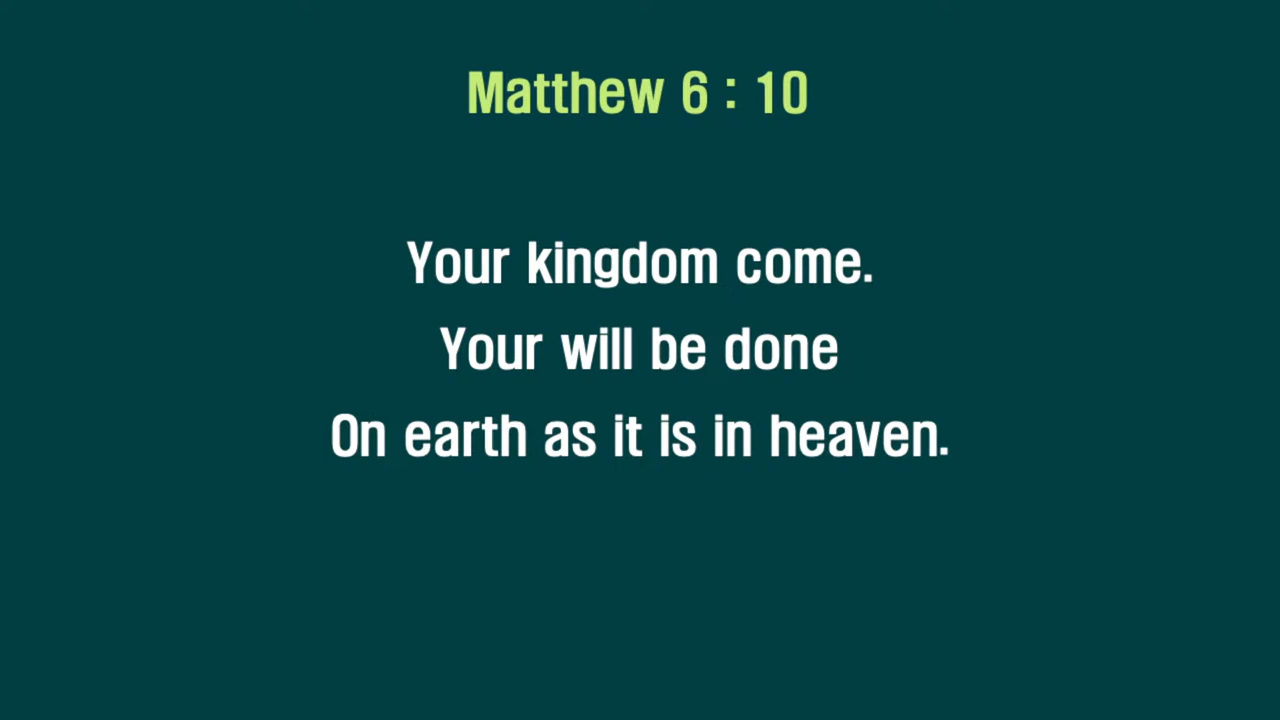 Matthew 6 : 10
Your kingdom come.
Your will be done
On earth as it is in heaven.